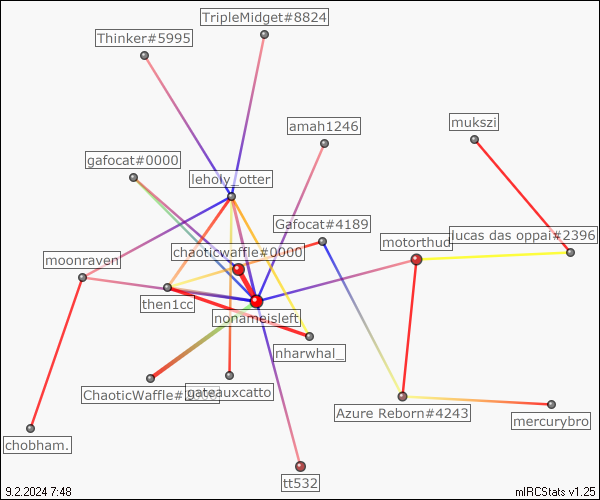 TripleMidget#8824
Thinker#5995
mukszi
amah1246
gafocat#0000
leholy_otter
Gafocat#4189
lucas das oppai#2396
motorthud
chaoticwaffle#0000
moonraven
then1cc
nonameisleft
nharwhal_
ChaoticWaffle#
gateauxcatto
Azure Reborn#4243
mercurybro
chobham.
tt532
9.2.2024 7:48
mIRCStats v1.25